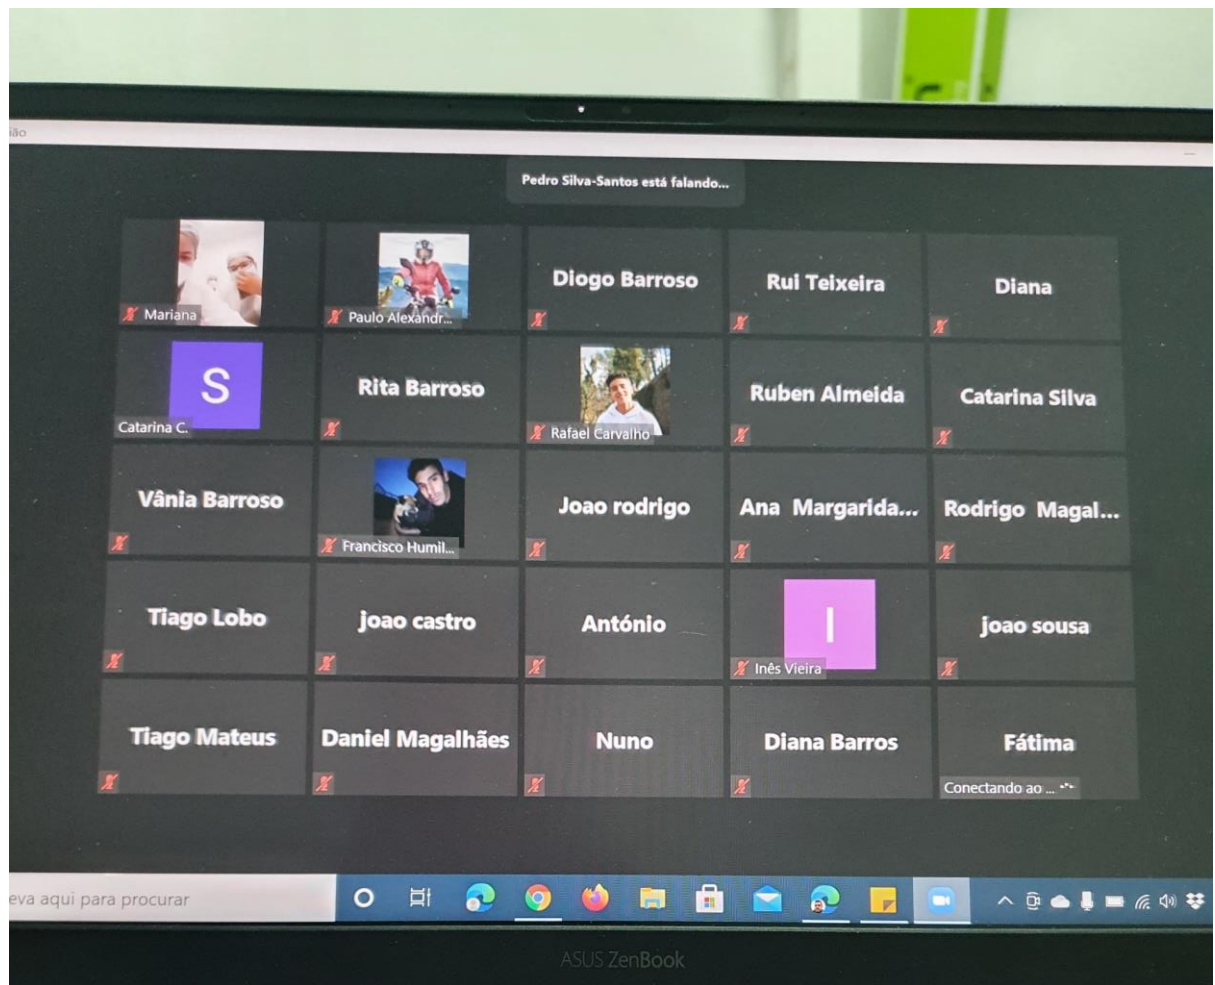 ião
Pedro Silva-Santos está falando...
Mariana
Paulo Alexandr...
Diogo Barroso
Rui Teixeira
Diana
S
Catarina C.
Rita Barroso
Rafael Carvalho
Ruben Almeida
Catarina Silva
Vânia Barroso
Francisco Humil...
Joao rodrigo
Ana Margarida...
Rodrigo Magal...
Tiago Lobo
joao castro
António
I
Inês Vieira
joao sousa
Tiago Mateus
Daniel Magalhães
Nuno
Diana Barros
Fátima
Conectando ao ...
eva aqui para procurar
ASUS ZenBook